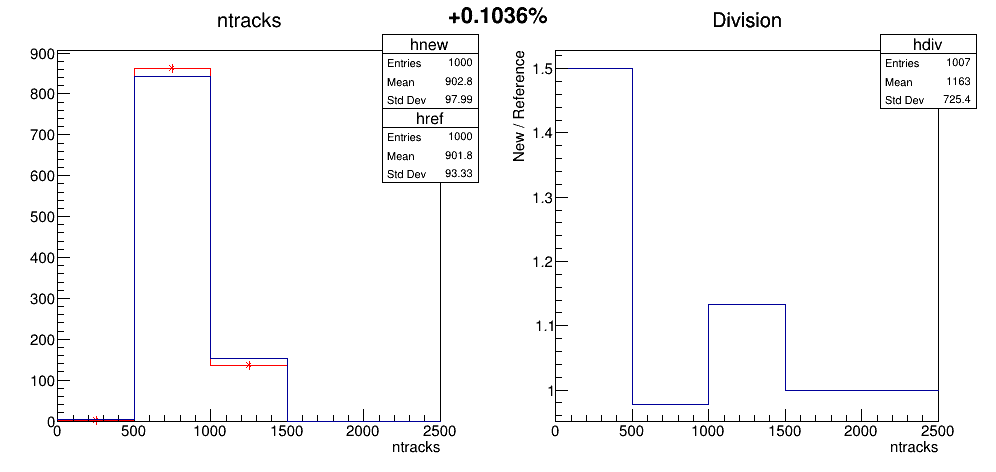 +0.1036%
ntracks
hnew
Entries 1000
Mean 902.8
Std Dev 97.99
href
Entries 1000
Mean 901.8
Std Dev 93.33
900
800
700
600
500
400
300
200
100
0
0 500 1000 1500 2000 2500
ntracks
Division
hdiv
Entries 1007
Mean 1163
Std Dev 725.4
New / Reference
1.5
1.4
1.3
1.2
1.1
1
0 500 1000 1500 2000 2500
ntracks